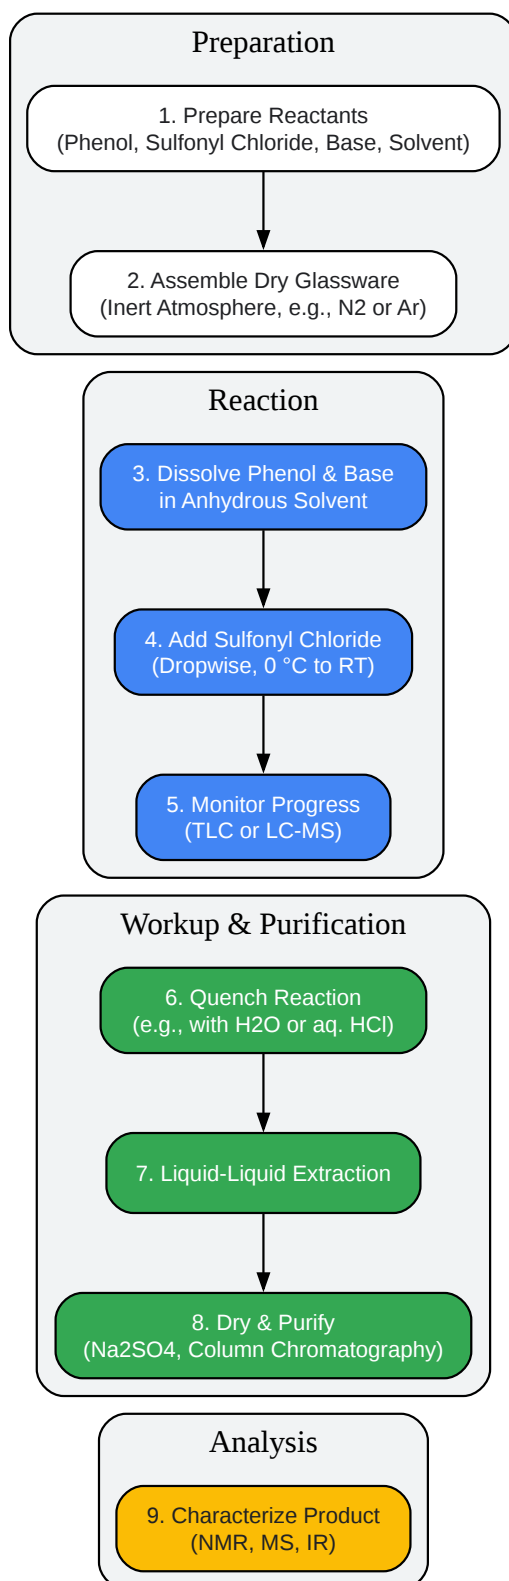 Preparation
1. Prepare Reactants
(Phenol, Sulfonyl Chloride, Base, Solvent)
2. Assemble Dry Glassware
(Inert Atmosphere, e.g., N2 or Ar)
Reaction
3. Dissolve Phenol & Base
in Anhydrous Solvent
4. Add Sulfonyl Chloride
(Dropwise, 0 °C to RT)
5. Monitor Progress
(TLC or LC-MS)
Workup & Purification
6. Quench Reaction
(e.g., with H2O or aq. HCl)
7. Liquid-Liquid Extraction
8. Dry & Purify
(Na2SO4, Column Chromatography)
Analysis
9. Characterize Product
(NMR, MS, IR)